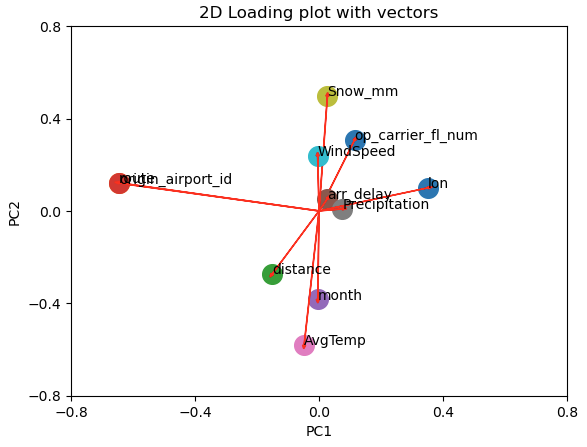 2D Loading plot with vectors
0.8
0.4
0.0
−0.4
−0.8
PC2
Snow_mm
op_carrier_fl_num
WindSpeed
route
origin_airport_id
lon
arr_delay
Precipitation
distance
month
AvgTemp
−0.8
−0.4
0.0
0.4
0.8
PC1